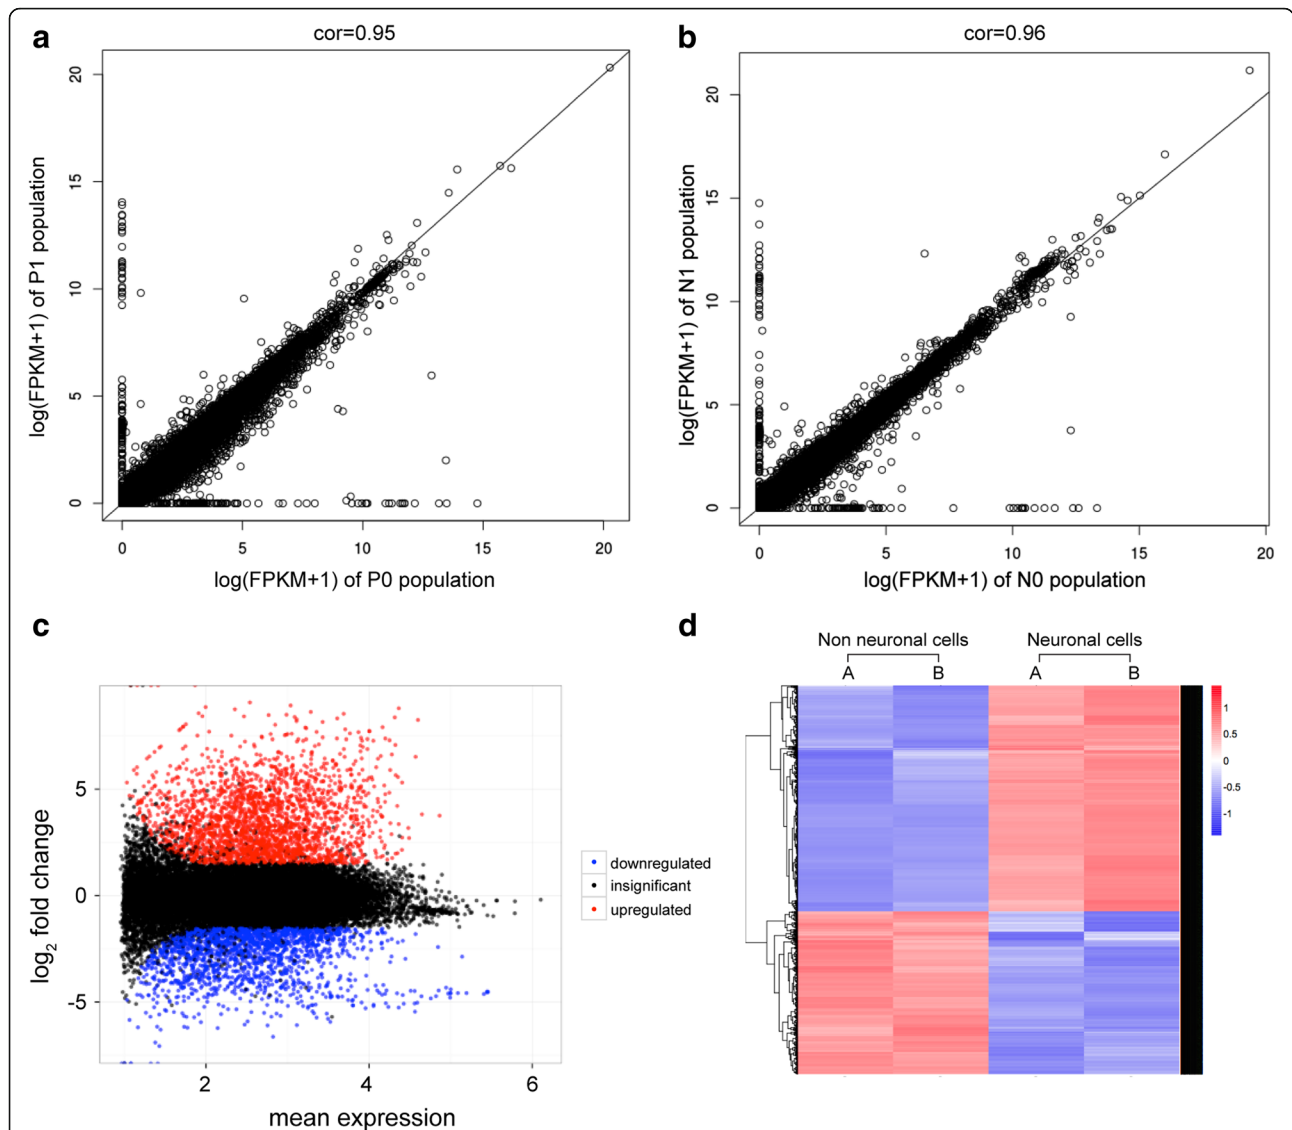 a
cor=0.95
20
15
10
5
0
log(FPKM+1) of P1 population
0 5 10 15 20
log(FPKM+1) of P0 population
b
cor=0.96
20
15
10
5
0
log(FPKM+1) of N1 population
0 5 10 15 20
log(FPKM+1) of N0 population
c
5
0
-5
log2 fold change
2 4 6
mean expression
downregulated
insignificant
upregulated
d
Non neuronal cells Neuronal cells
A B A B
1
0.5
0
-0.5
-1